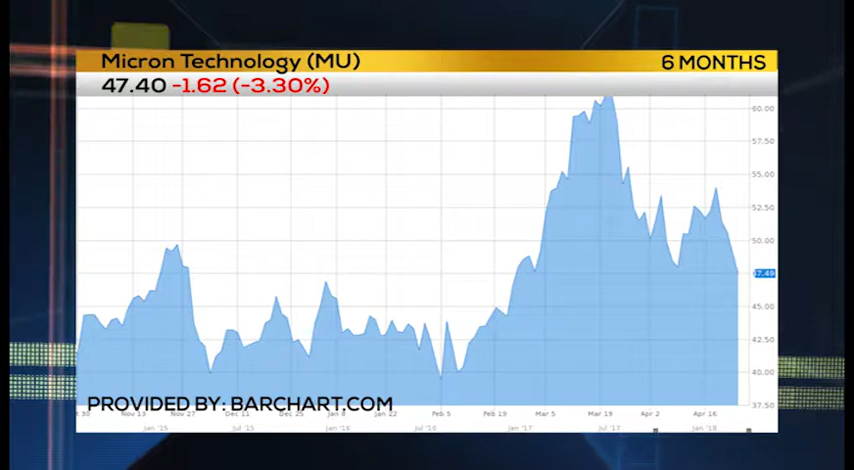 Micron Technology (MU) 6 MONTHS
47.40 -1.62 (-3.30%)
60.00
57.50
55.00
52.50
50.00
47.49
45.00
42.50
40.00
37.50
PROVIDED BY: BARCHART.COM
30 Nov 13 Nov 27 Dec 11 Dec 25 Jan 8 Jan 22 Feb 5 Feb 19 Mar 5 Mar 19 Apr 2 Apr 16
Jan '15 Jul '15 Jan '16 Jul '16 Jan '17 Jul '17 Jan '18